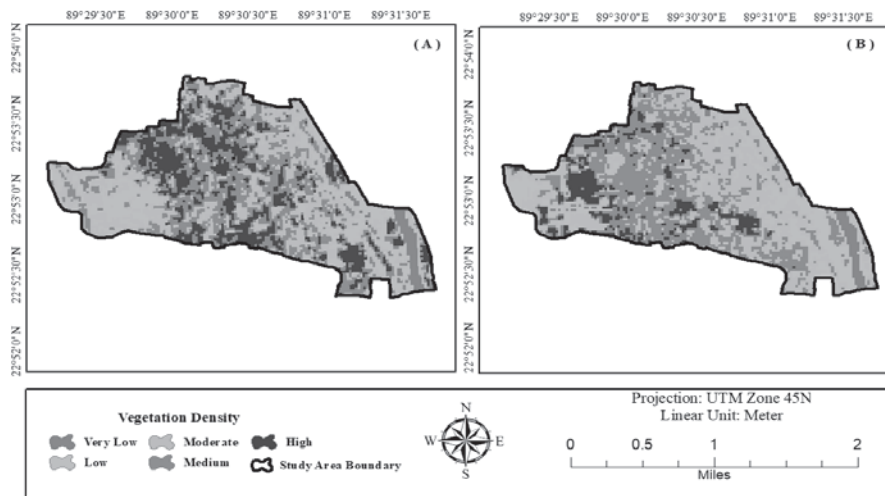 89°29'30"E 89°30'0"E 89°30'30"E 89°31'0"E 89°31'30"E
89°29'30"E 89°30'0"E 89°30'30"E 89°31'0"E 89°31'30"E
( A )
( B )
22°54'0"N
22°53'30"N
22°53'0"N
22°52'30"N
22°52'0"N
22°54'0"N
22°53'30"N
22°53'0"N
22°52'30"N
22°52'0"N
Vegetation Density
Very Low Moderate High
Low Medium Study Area Boundary
N
W E
S
Projection: UTM Zone 45N
Linear Unit: Meter
0 0.5 1 2
Miles